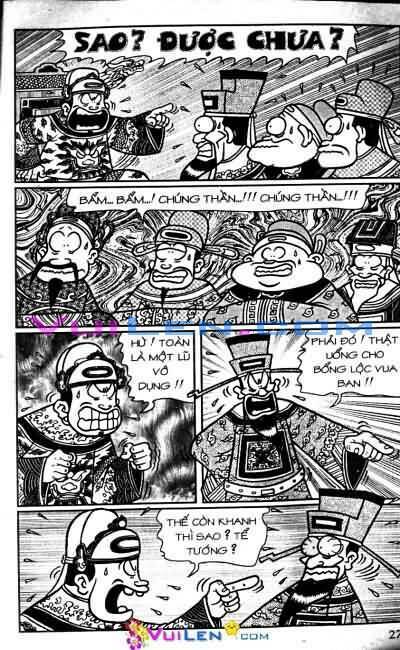 SAO? ĐƯỢC CHƯA?
BẨM... BẨM...! CHÚNG THẦN...!!! CHÚNG THẦN...!!!
HỪ! TOÀN
LÀ MỘT LŨ
VÔ
DỤNG!!
PHẢI ĐÓ! THẬT
UỔNG CHO
BỔNG LỘC VUA
BAN!!
VUILEN.COM
THẾ CÒN KHANH
THÌ SAO? TỂ
TƯỚNG?
27
VUILEN.COM